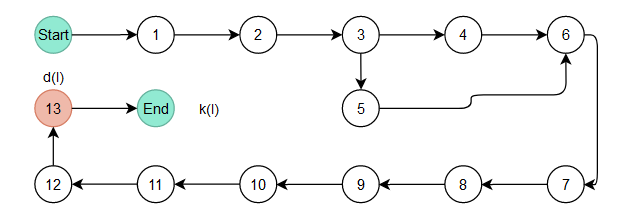 Start 1 2 3 4 6
d(l)
13 End k(l) 5
12 11 10 9 8 7